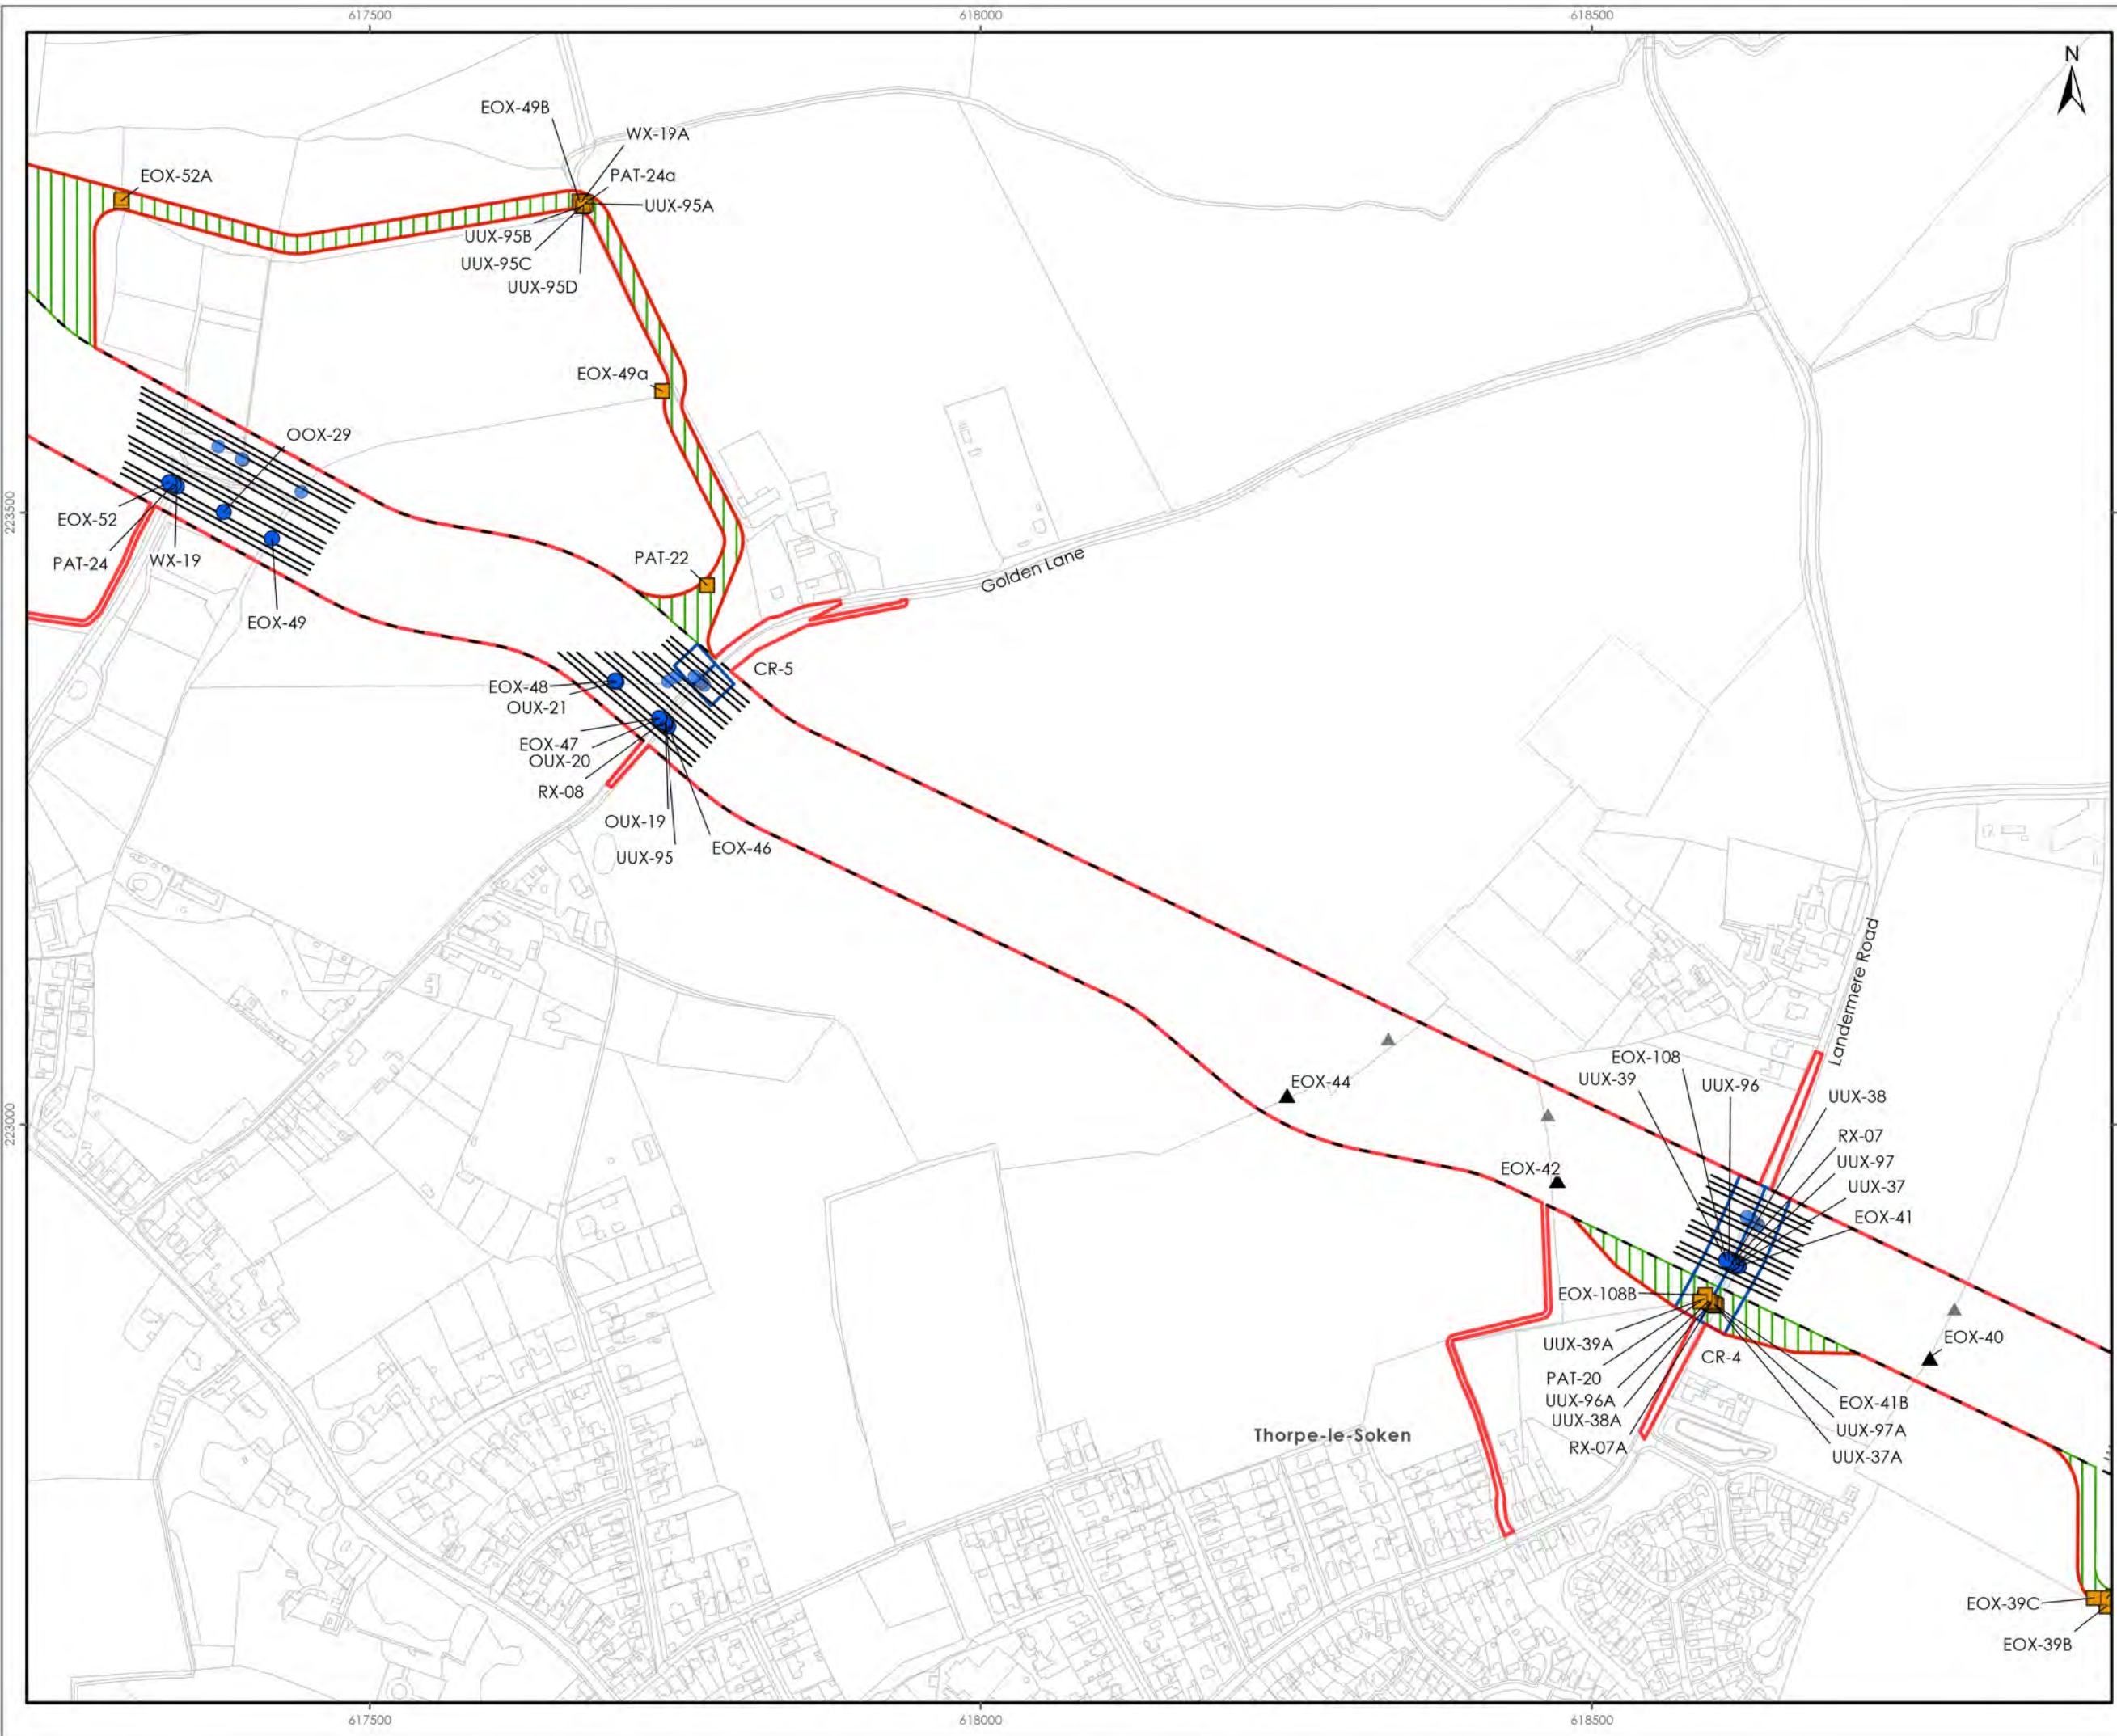 617500
618000
618500
N
EOX-49B
WX-19A
PAT-24a
EOX-52A
UUX-95A
UUX-95B
UUX-95C
UUX-95D
EOX-49a
OOX-29
223500
EOX-52
PAT-24
WX-19
PAT-22
Golden Lane
EOX-49
CR-5
EOX-48
OUX-21
EOX-47
OUX-20
RX-08
OUX-19
EOX-46
UUX-95
Landermere Road
EOX-108
UUX-39
UUX-96
EOX-44
UUX-38
223000
RX-07
UUX-97
EOX-42
UUX-37
EOX-41
EOX-108B
EOX-40
UUX-39A
CR-4
PAT-20
UUX-96A
EOX-41B
UUX-38A
UUX-97A
Thorpe-le-Soken
RX-07A
UUX-37A
EOX-39C
EOX-39B
617500
618000
618500